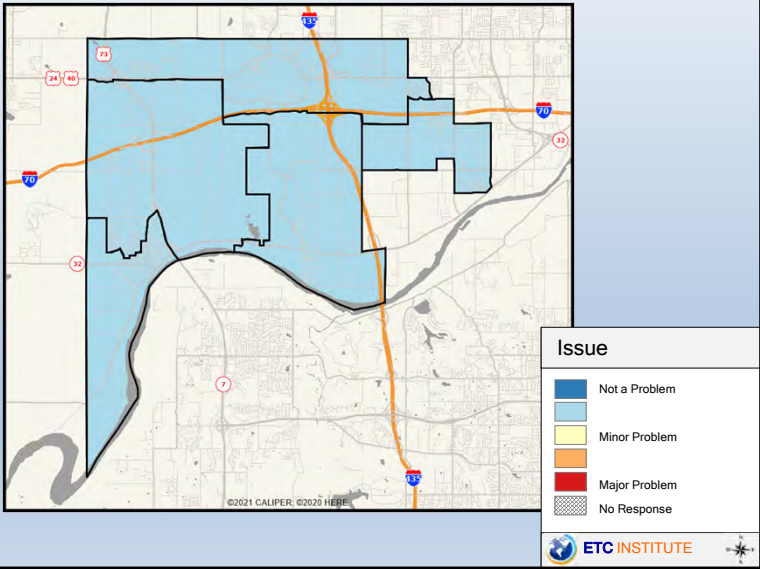 435
73
24
40
70
32
70
32
7
435
©2021 CALIPER; ©2020 HERE
Issue
Not a Problem
Minor Problem
Major Problem
No Response
ETC INSTITUTE